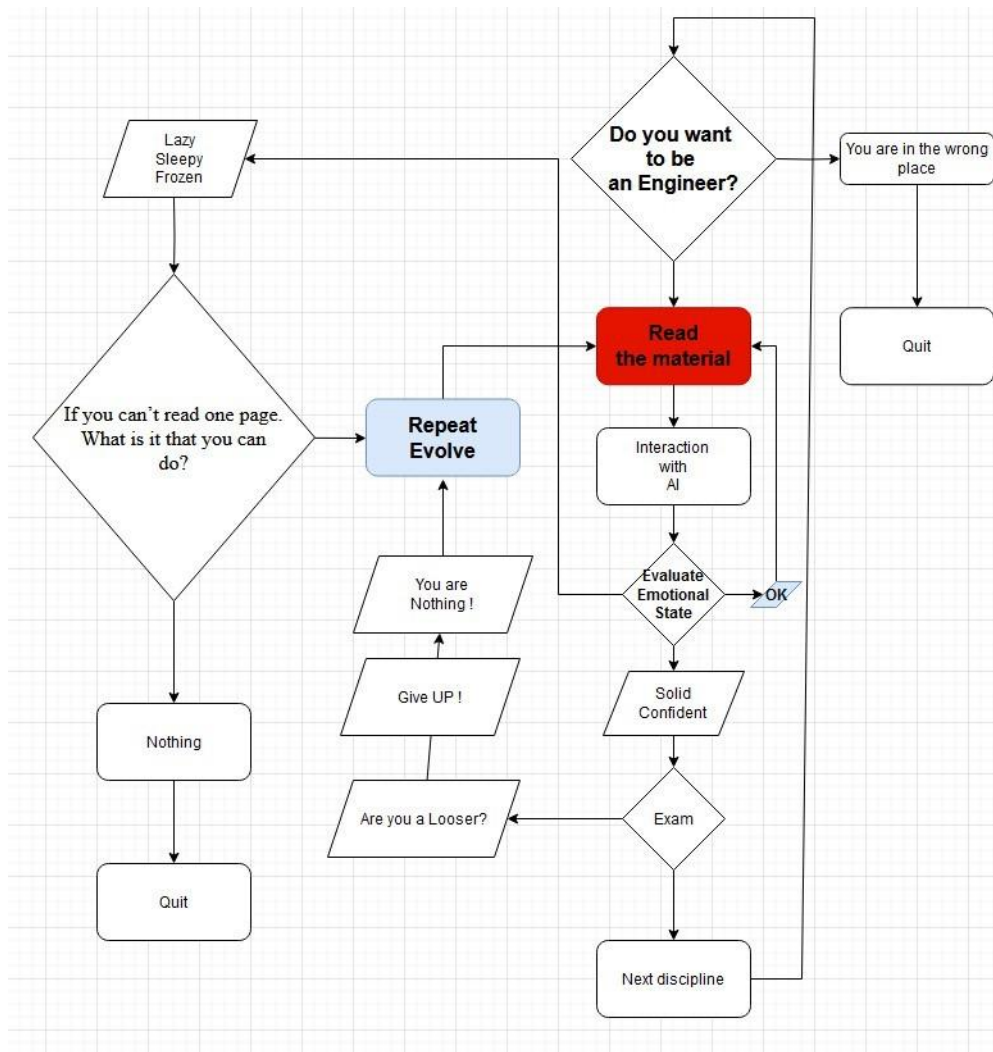 Do you want
to be
an Engineer?
You are in the wrong
place
Quit
Lazy
Sleepy
Frozen
If you can’t read one page.
What is it that you can
do?
Repeat
Evolve
Read
the material
Interaction
with
AI
Evaluate
Emotional
State
OK
You are
Nothing !
Give UP !
Are you a Looser?
Solid
Confident
Exam
Next discipline
Nothing
Quit